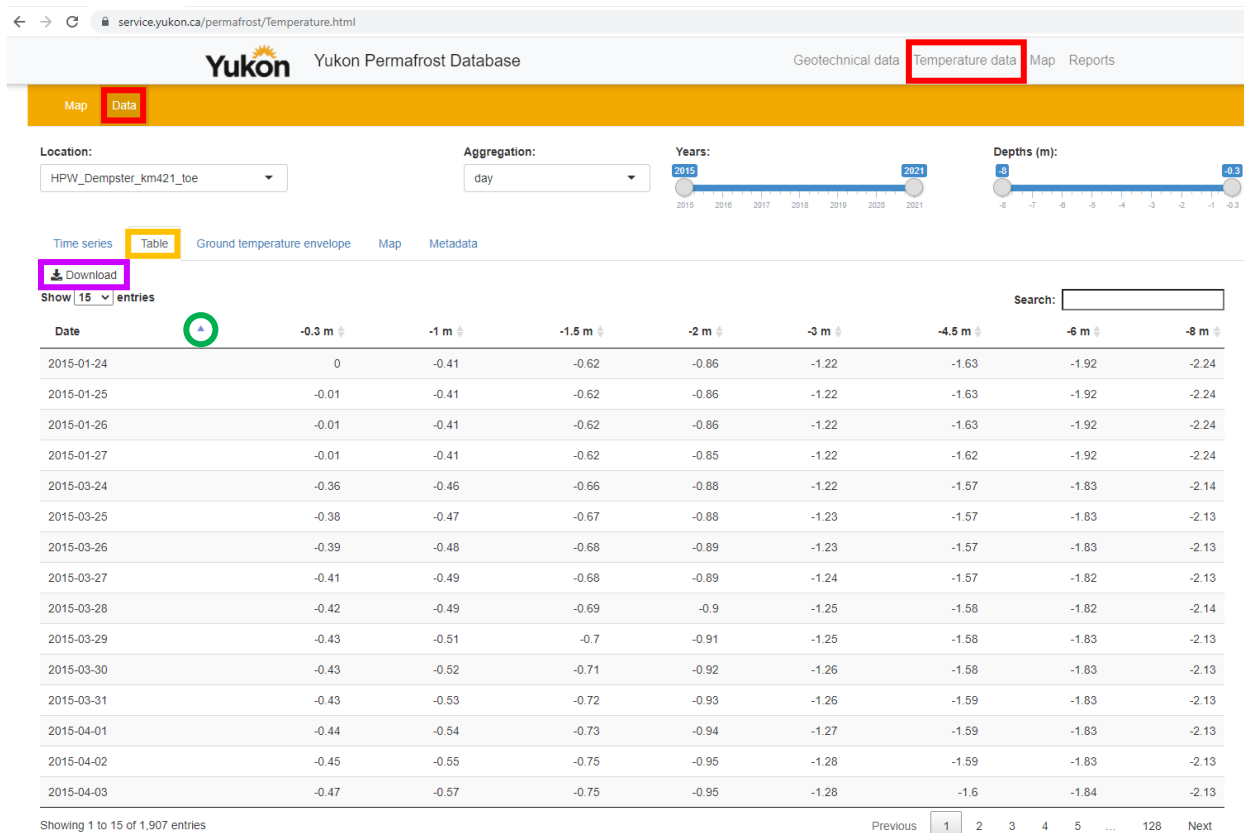 service.yukon.ca/permafrost/Temperature.html
Yukon Yukon Permafrost Database Geotechnical data Temperature data Map Reports
Map Data
Location: Aggregation: Years: Depths (m):
HPW_Dempster_km421_toe day 2015 2021 -8 -0.3
2015 2016 2017 2018 2019 2020 2021 -8 -7 -6 -5 -4 -3 -2 -1 -0.3
Time series Table Ground temperature envelope Map Metadata
Download
Show 15 entries Search:
Date -0.3 m -1 m -1.5 m -2 m -3 m -4.5 m -6 m -8 m
2015-01-24 0 -0.41 -0.62 -0.86 -1.22 -1.63 -1.92 -2.24
2015-01-25 -0.01 -0.41 -0.62 -0.86 -1.22 -1.63 -1.92 -2.24
2015-01-26 -0.01 -0.41 -0.62 -0.86 -1.22 -1.63 -1.92 -2.24
2015-01-27 -0.01 -0.41 -0.62 -0.85 -1.22 -1.62 -1.92 -2.24
2015-03-24 -0.36 -0.46 -0.66 -0.88 -1.22 -1.57 -1.83 -2.14
2015-03-25 -0.38 -0.47 -0.67 -0.88 -1.23 -1.57 -1.83 -2.13
2015-03-26 -0.39 -0.48 -0.68 -0.89 -1.23 -1.57 -1.83 -2.13
2015-03-27 -0.41 -0.49 -0.68 -0.89 -1.24 -1.57 -1.82 -2.13
2015-03-28 -0.42 -0.49 -0.69 -0.9 -1.25 -1.58 -1.82 -2.14
2015-03-29 -0.43 -0.51 -0.7 -0.91 -1.25 -1.58 -1.83 -2.13
2015-03-30 -0.43 -0.52 -0.71 -0.92 -1.26 -1.58 -1.83 -2.13
2015-03-31 -0.43 -0.53 -0.72 -0.93 -1.26 -1.59 -1.83 -2.13
2015-04-01 -0.44 -0.54 -0.73 -0.94 -1.27 -1.59 -1.83 -2.13
2015-04-02 -0.45 -0.55 -0.75 -0.95 -1.28 -1.59 -1.83 -2.13
2015-04-03 -0.47 -0.57 -0.75 -0.95 -1.28 -1.6 -1.84 -2.13
Showing 1 to 15 of 1,907 entries Previous 1 2 3 4 5 … 128 Next